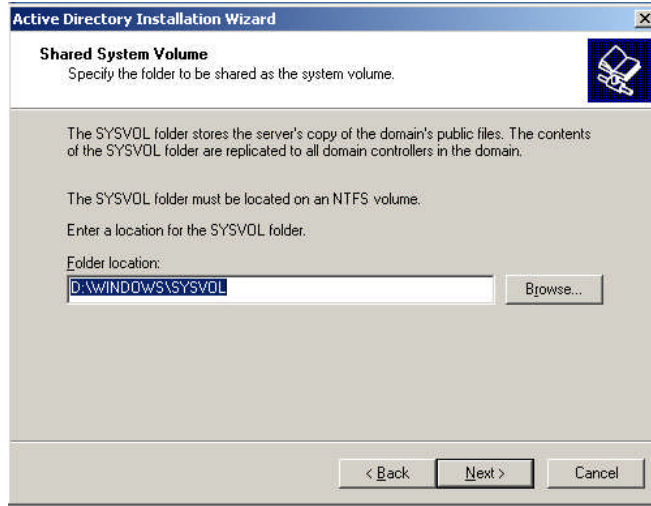 Active Directory Installation Wizard
Shared System Volume
Specify the folder to be shared as the system volume.
The SYSVOL folder stores the server's copy of the domain's public files. The contents
of the SYSVOL folder are replicated to all domain controllers in the domain.
The SYSVOL folder must be located on an NTFS volume.
Enter a location for the SYSVOL folder.
Folder location:
D:\WINDOWS\SYSVOL
Browse...
< Back
Next >
Cancel